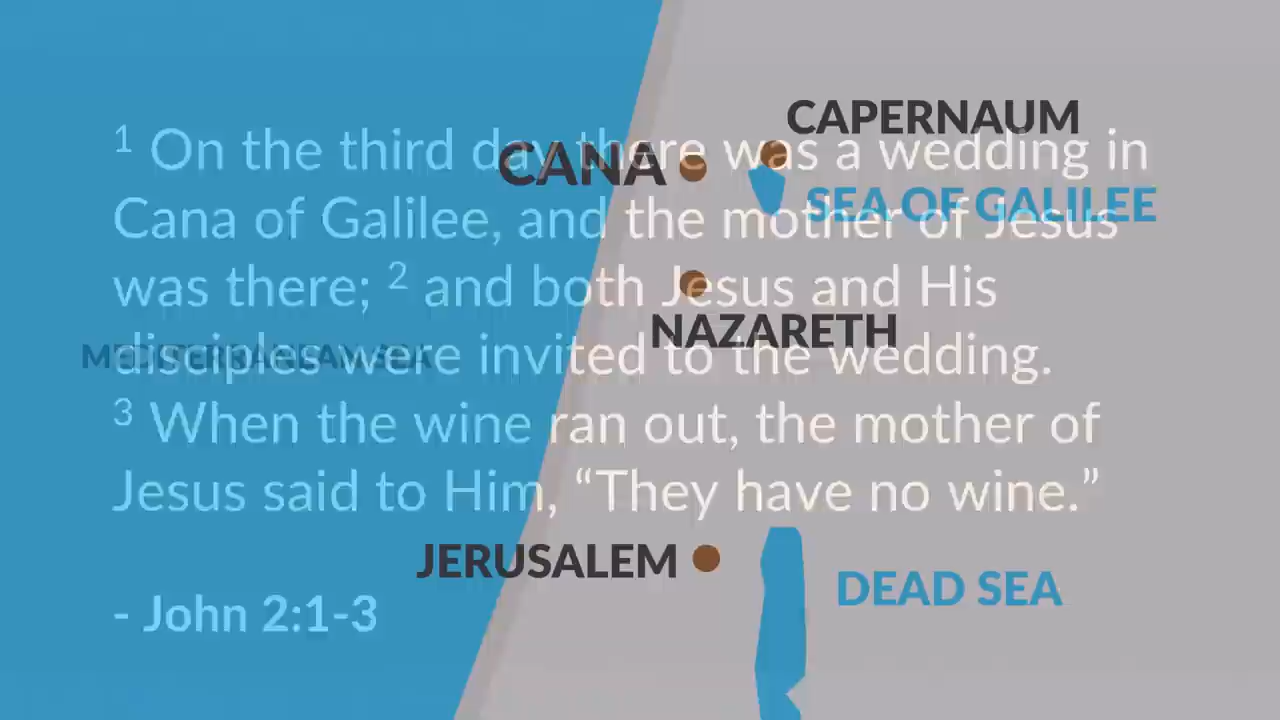 CAPERNAUM
1 On the third day there was a wedding in
CANA
SEA OF GALILEE
Cana of Galilee, and the mother of Jesus
was there; 2 and both Jesus and His
NAZARETH
MEDITERRANEAN SEA
disciples were invited to the wedding.
3 When the wine ran out, the mother of
Jesus said to Him, “They have no wine.”
JERUSALEM
DEAD SEA
- John 2:1-3